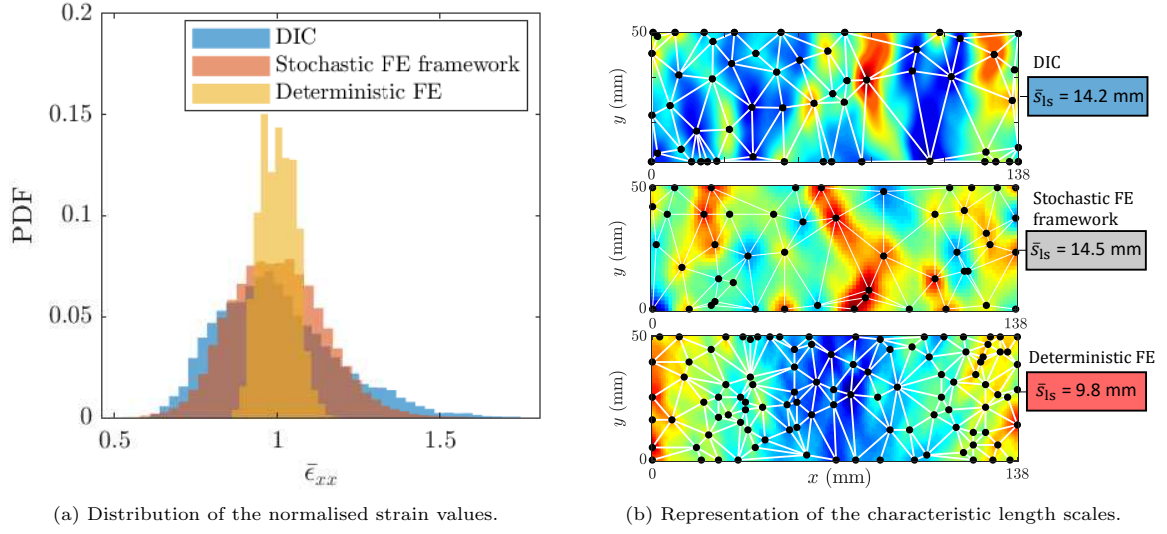 0.2
0.15
0.1
0.05
0
PDF
DIC
Stochastic FE framework
Deterministic FE
0.5
1
1.5
ε̄xx
(a) Distribution of the normalised strain values.
50
y (mm)
0
138
DIC
s̄ls = 14.2 mm
50
y (mm)
0
0
138
Stochastic FE
framework
s̄ls = 14.5 mm
50
y (mm)
0
0
138
x (mm)
Deterministic FE
s̄ls = 9.8 mm
(b) Representation of the characteristic length scales.